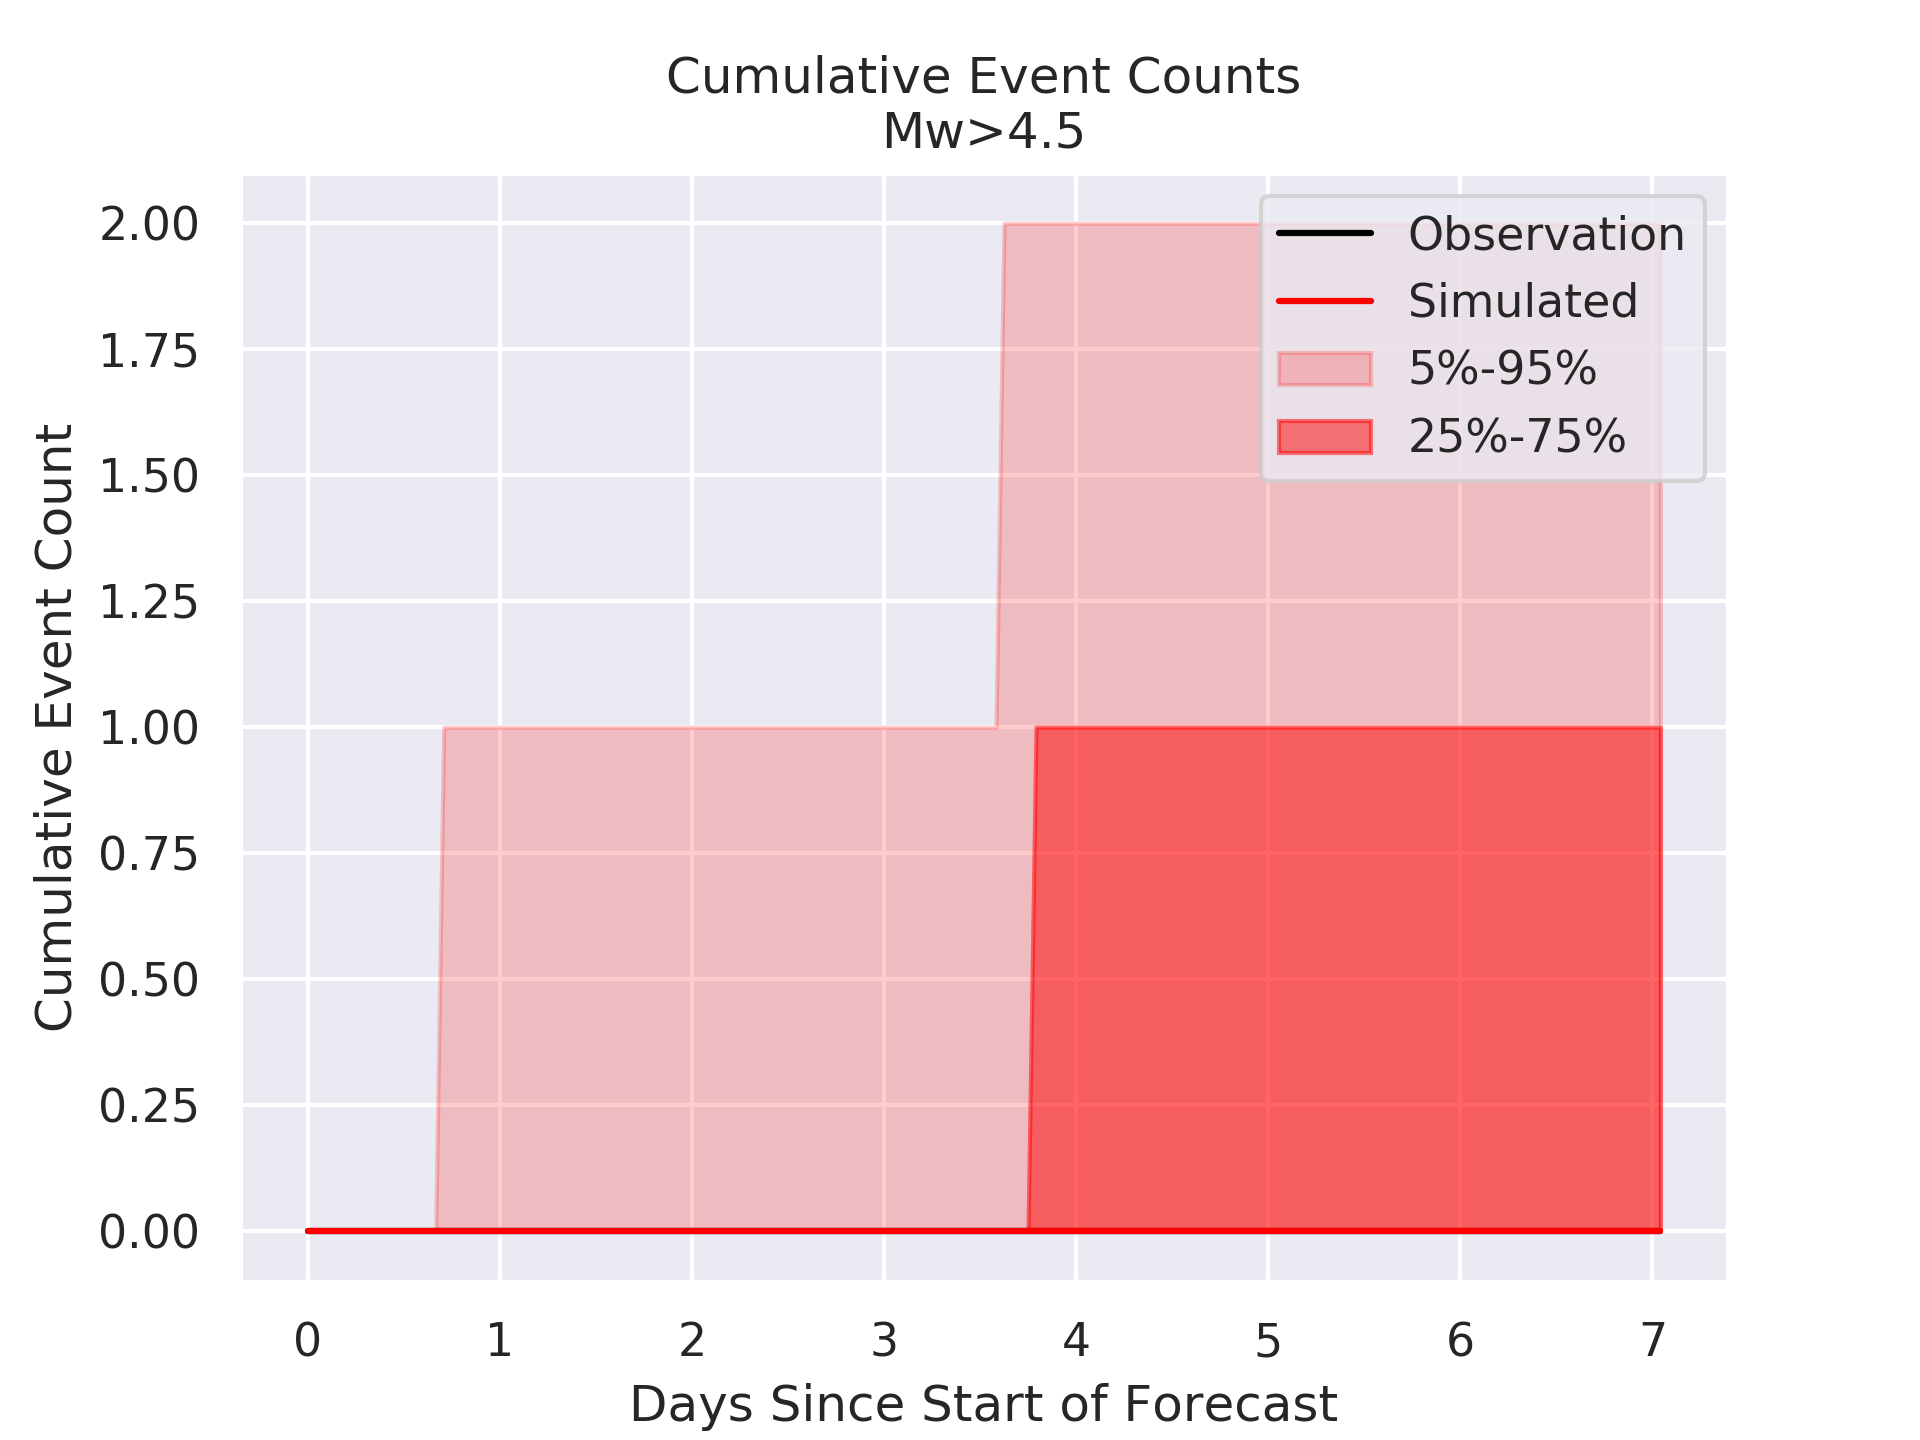 Cumulative Event Counts
Mw>4.5
Cumulative Event Count
2.00
1.75
1.50
1.25
1.00
0.75
0.50
0.25
0.00
Observation
Simulated
5%-95%
25%-75%
0 1 2 3 4 5 6 7
Days Since Start of Forecast